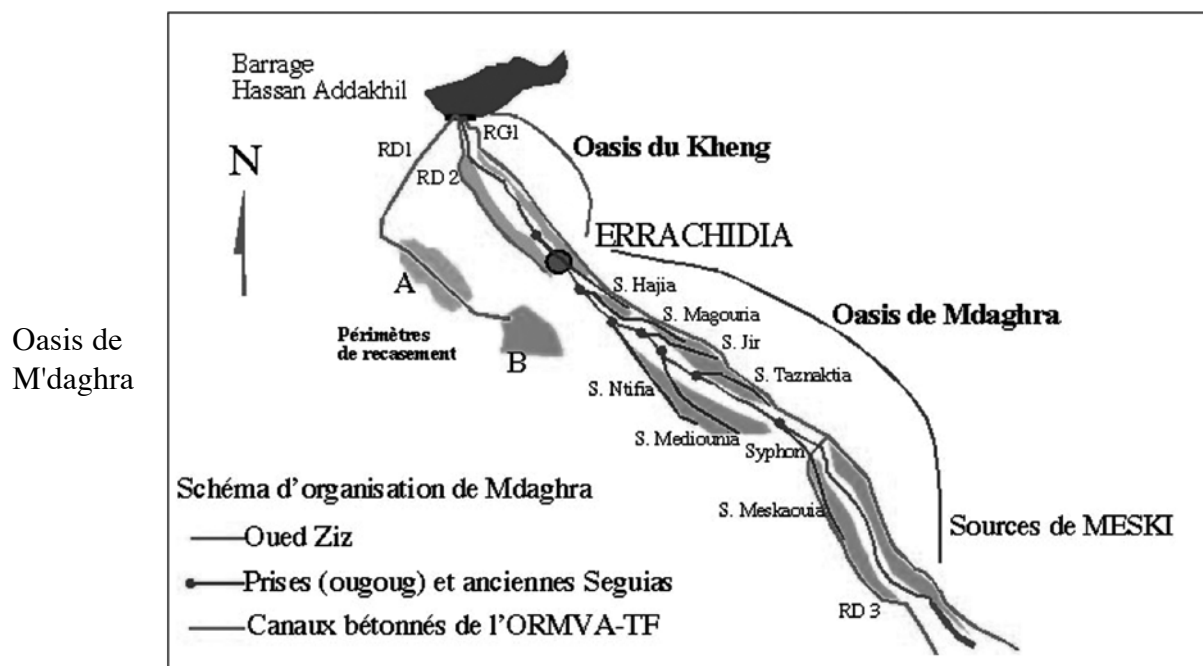 Oasis de
M'daghra
Barrage
Hassan Addakhil
N
RD1
RG1
RD 2
Oasis du Kheng
ERRACHIDIA
A
Périmètres
de recasement
B
S. Hajia
S. Magouria
S. Jir
S. Taznaktia
Oasis de Mdaghra
S. Ntifia
S. Mediounia
Syphon
S. Meskaouia
Sources de MESKI
RD 3
Schéma d'organisation de Mdaghra
Oued Ziz
Prises (ougoug) et anciennes Seguias
Canaux bétonnés de l'ORMVA-TF